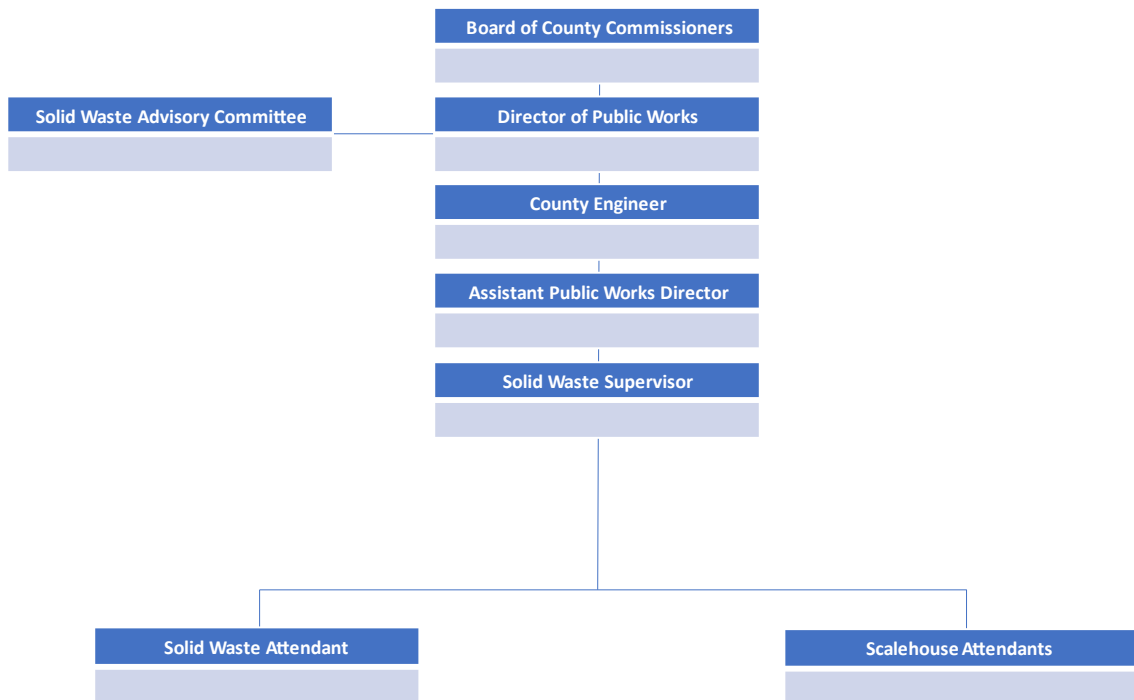 Board of County Commissioners
Solid Waste Advisory Committee
Director of Public Works
County Engineer
Assistant Public Works Director
Solid Waste Supervisor
Solid Waste Attendant
Scalehouse Attendants